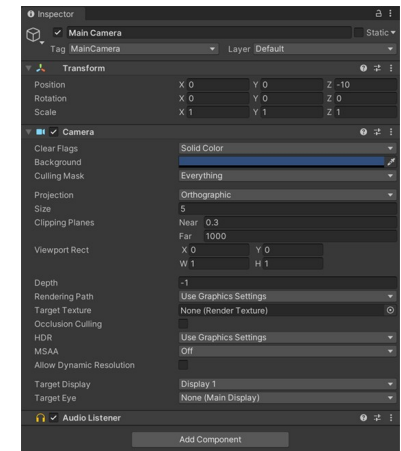 Inspector
Main Camera Static
Tag MainCamera Layer Default
Transform
Position X 0 Y 0 Z -10
Rotation X 0 Y 0 Z 0
Scale X 1 Y 1 Z 1
Camera
Clear Flags Solid Color
Background
Culling Mask Everything
Projection Orthographic
Size 5
Clipping Planes Near 0.3
Far 1000
Viewport Rect X 0 Y 0
W 1 H 1
Depth -1
Rendering Path Use Graphics Settings
Target Texture None (Render Texture)
Occlusion Culling
HDR Use Graphics Settings
MSAA Off
Allow Dynamic Resolution
Target Display Display 1
Target Eye None (Main Display)
Audio Listener
Add Component